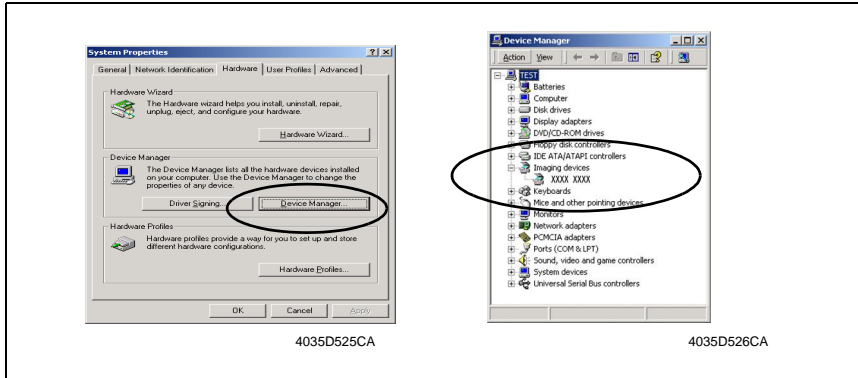 System Properties
General
Network Identification
Hardware
User Profiles
Advanced
Hardware Wizard
The Hardware wizard helps you install, uninstall, repair,
unplug, eject, and configure your hardware.
Hardware Wizard...
Device Manager
The Device Manager lists all the hardware devices installed
on your computer. Use the Device Manager to change the
properties of any device.
Driver Signing...
Device Manager...
Hardware Profiles
Hardware profiles provide a way for you to set up and store
different hardware configurations.
Hardware Profiles...
OK
Cancel
Apply
4035D525CA
Device Manager
Action
View
TEST
Batteries
Computer
Disk drives
Display adapters
DVD/CD-ROM drives
Floppy disk controllers
IDE ATA/ATAPI controllers
Imaging devices
XXXX XXXX
Keyboards
Mice and other pointing devices
Monitors
Network adapters
PCMCIA adapters
Ports (COM & LPT)
Sound, video and game controllers
System devices
Universal Serial Bus controllers
4035D526CA